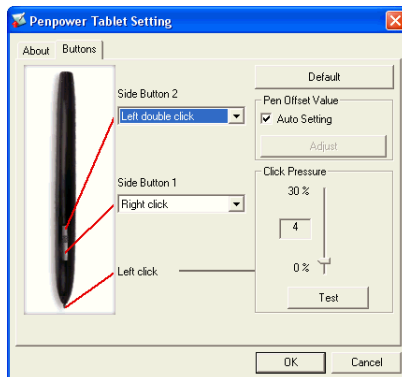 Penpower Tablet Setting
About Buttons
Side Button 2
Left double click
Side Button 1
Right click
Left click
Default
Pen Offset Value
Auto Setting
Adjust
Click Pressure
30 %
4
0 %
Test
OK Cancel